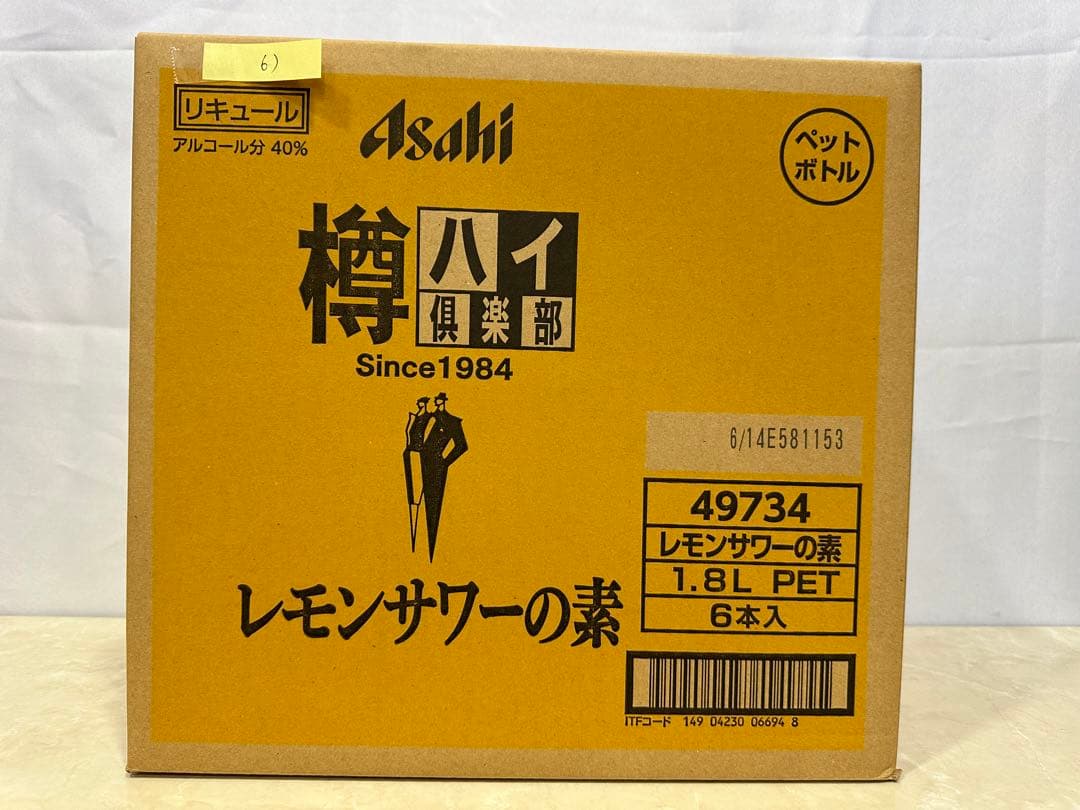 6)
リキュール
アルコール分 40%
Asahi
ペット
ボトル
樽ハイ
倶楽部
Since1984
6/14E581153
49734
レモンサワーの素
1.8L PET
6本入
レモンサワーの素
ITFコード 149 04230 06694 8